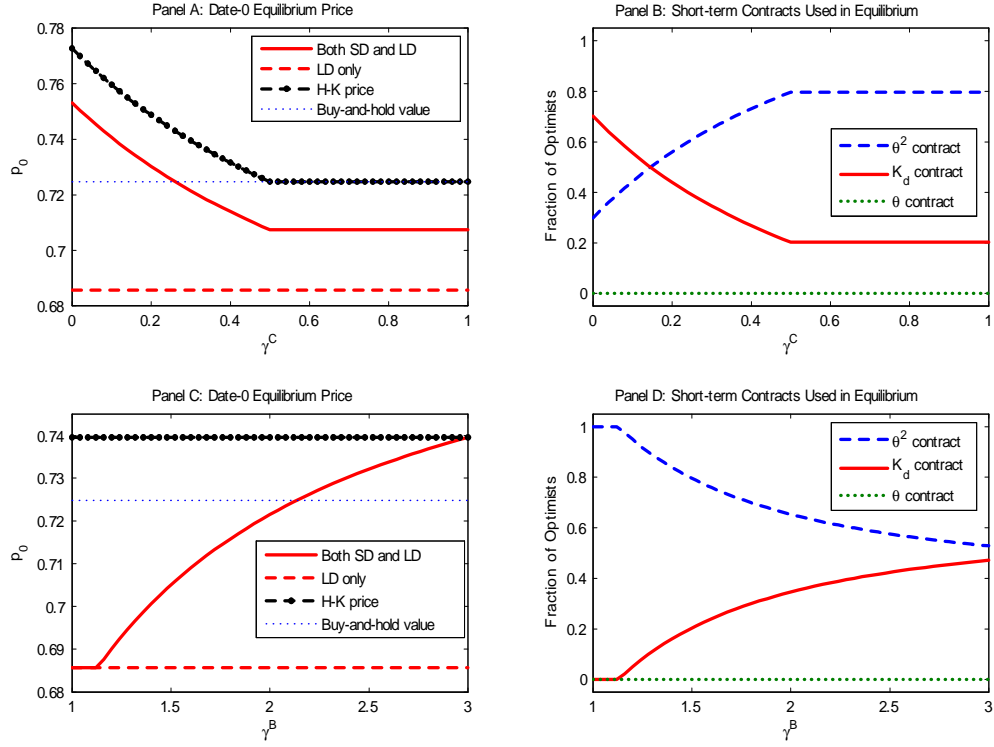 Panel A: Date-0 Equilibrium Price
0.78
0.76
0.74
0.72
0.7
0.68
p0
0
0.2
0.4
0.6
0.8
1
γ^C
Both SD and LD
LD only
H-K price
Buy-and-hold value
Panel B: Short-term Contracts Used in Equilibrium
1
0.8
0.6
0.4
0.2
0
Fraction of Optimists
0
0.2
0.4
0.6
0.8
1
γ^C
θ² contract
K_d contract
θ contract
Panel C: Date-0 Equilibrium Price
0.74
0.73
0.72
0.71
0.7
0.69
0.68
p0
1
1.5
2
2.5
3
γ^B
Both SD and LD
LD only
H-K price
Buy-and-hold value
Panel D: Short-term Contracts Used in Equilibrium
1
0.8
0.6
0.4
0.2
0
Fraction of Optimists
1
1.5
2
2.5
3
γ^B
θ² contract
K_d contract
θ contract